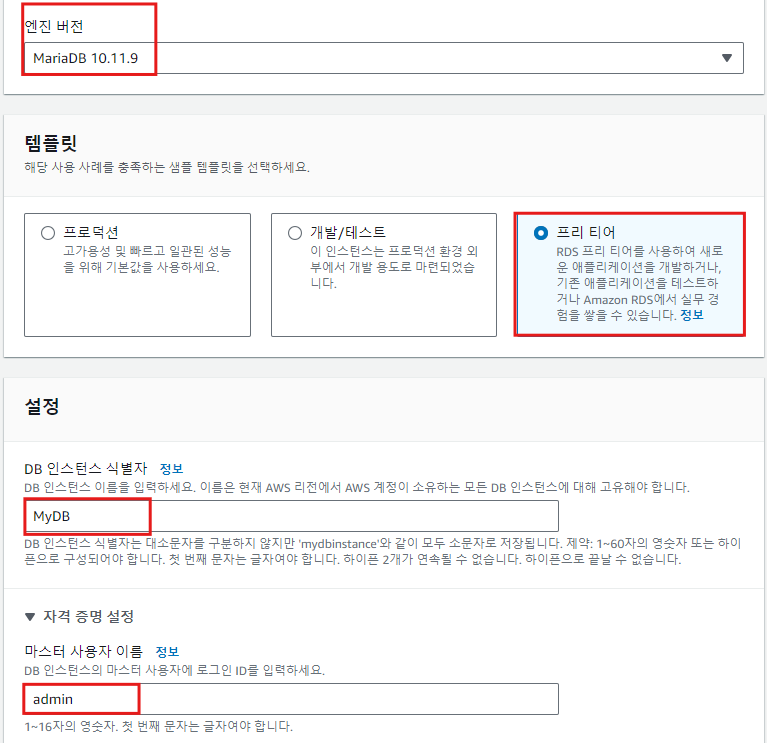 엔진 버전
MariaDB 10.11.9
템플릿
해당 사용 사례를 충족하는 샘플 템플릿을 선택하세요.
프로덕션
고가용성 및 빠르고 일관된 성능
을 위해 기본값을 사용하세요.
개발/테스트
이 인스턴스는 프로덕션 환경 외
부에서 개발 용도로 마련되었습
니다.
프리 티어
RDS 프리 티어를 사용하여 새로
운 애플리케이션을 개발하거나,
기존 애플리케이션을 테스트하
거나 Amazon RDS에서 실무 경
험을 쌓을 수 있습니다. 정보
설정
DB 인스턴스 식별자 정보
DB 인스턴스 이름을 입력하세요. 이름은 현재 AWS 리전에서 AWS 계정이 소유하는 모든 DB 인스턴스에 대해 고유해야 합니다.
MyDB
DB 인스턴스 식별자는 대소문자를 구분하지 않지만 'mydbinstance'와 같이 모두 소문자로 저장됩니다. 제약: 1~60자의 영숫자 또는 하이
픈으로 구성되어야 합니다. 첫 번째 문자는 글자여야 합니다. 하이픈 2개가 연속될 수 없습니다. 하이픈으로 끝날 수 없습니다.
자격 증명 설정
마스터 사용자 이름 정보
DB 인스턴스의 마스터 사용자에 로그인 ID를 입력하세요.
admin
1~16자의 영숫자. 첫 번째 문자는 글자여야 합니다.